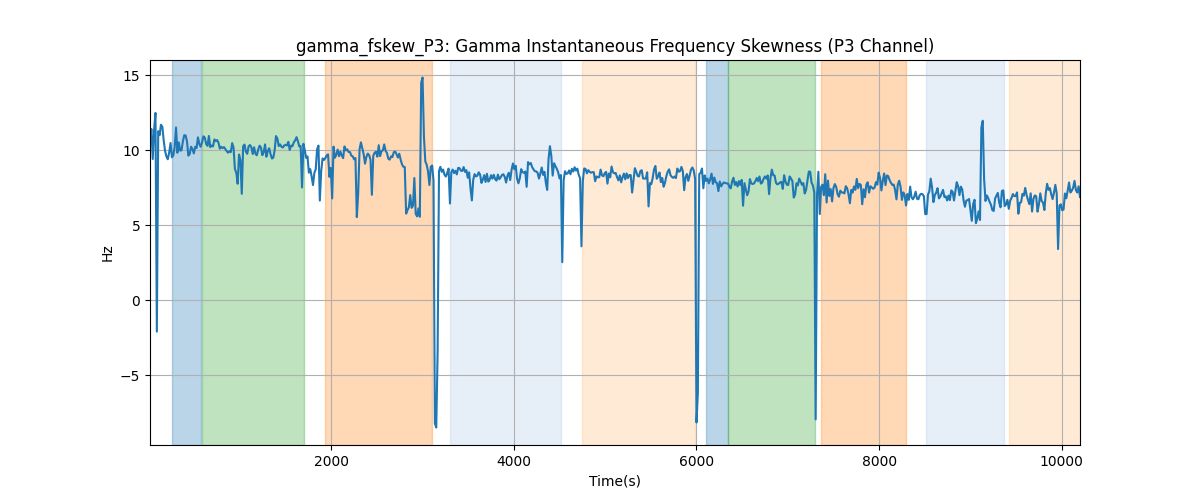 gamma_fskew_P3: Gamma Instantaneous Frequency Skewness (P3 Channel)
15
10
5
0
−5
Hz
2000 4000 6000 8000 10000
Time(s)